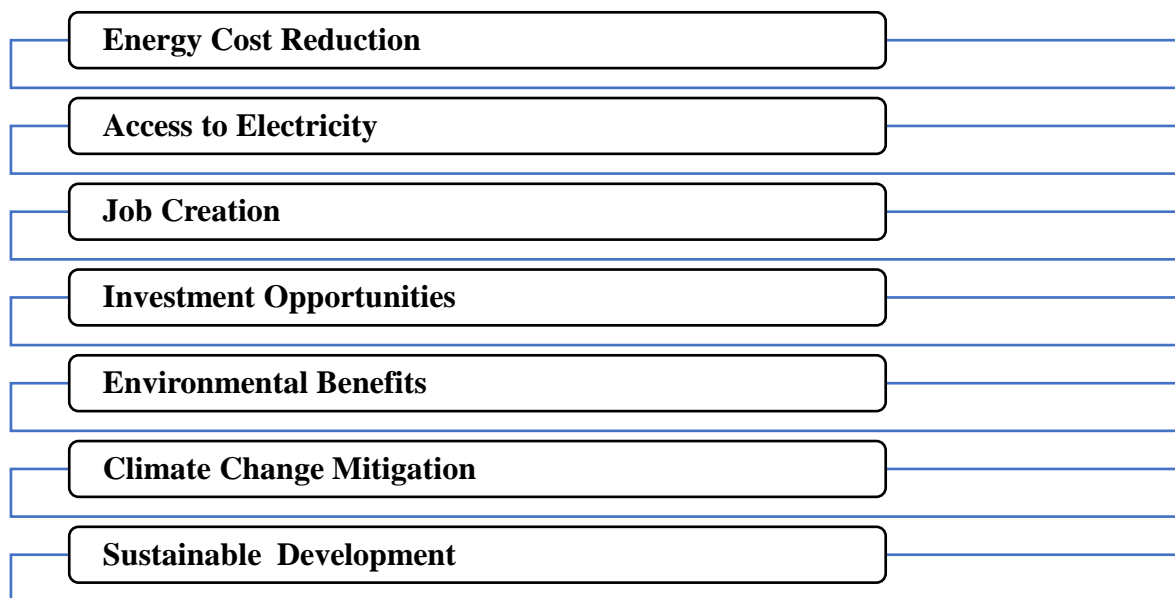 Energy Cost Reduction
Access to Electricity
Job Creation
Investment Opportunities
Environmental Benefits
Climate Change Mitigation
Sustainable  Development